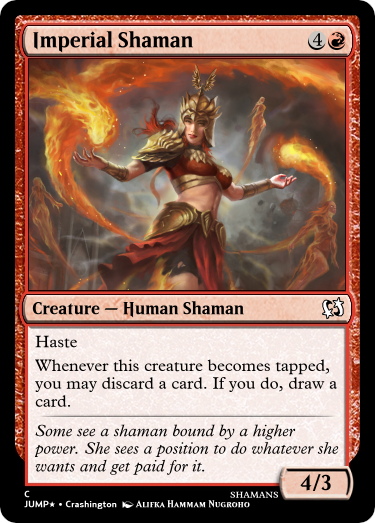 Imperial Shaman 4
Creature — Human Shaman
Haste
Whenever this creature becomes tapped,
you may discard a card. If you do, draw a
card.
Some see a shaman bound by a higher
power. She sees a position to do whatever she
wants and get paid for it.
4/3
C SHAMANS
JUMP★ • Crashington Alifka Hammam Nugroho